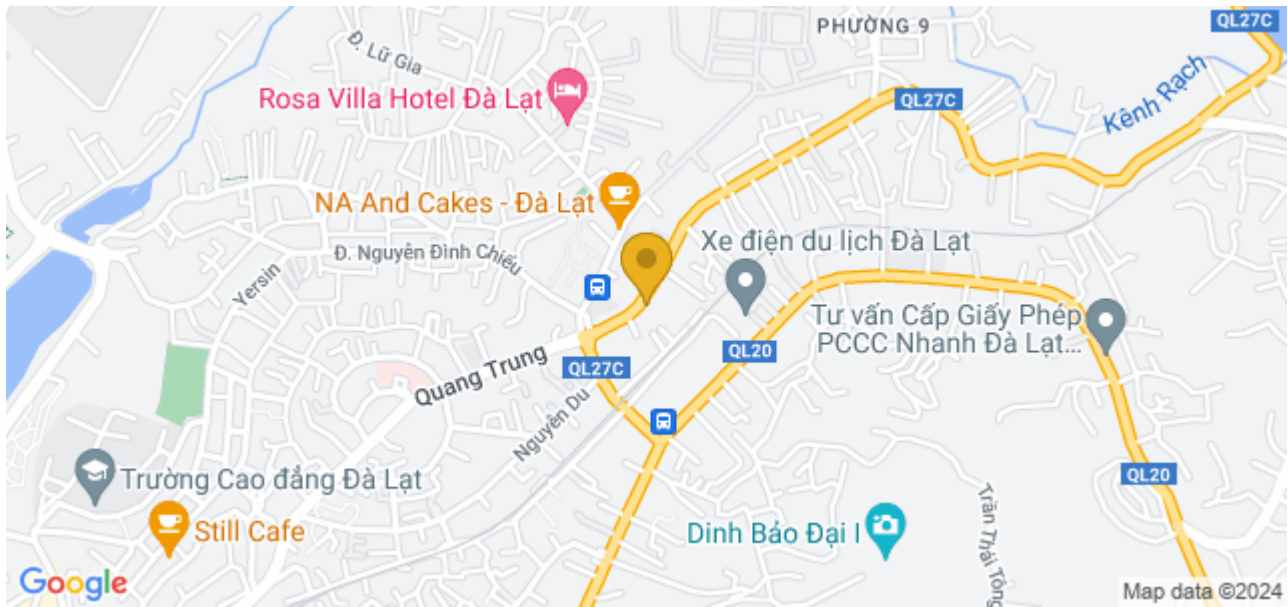 PHƯỜNG 9
QL27C
Đ. Lữ Gia
Rosa Villa Hotel Đà Lạt
QL27C
Kênh Rạch
NA And Cakes - Đà Lạt
Xe điện du lịch Đà Lạt
Đ. Nguyễn Đình Chiểu
Yersin
Tư vấn Cấp Giấy Phép
PCCC Nhanh Đà Lạt...
QL20
QL27C
Quang Trung
Nguyễn Du
Trường Cao đẳng Đà Lạt
QL20
Still Cafe
Dinh Bảo Đại I
Trần Thái Tông
Google
Map data ©2024